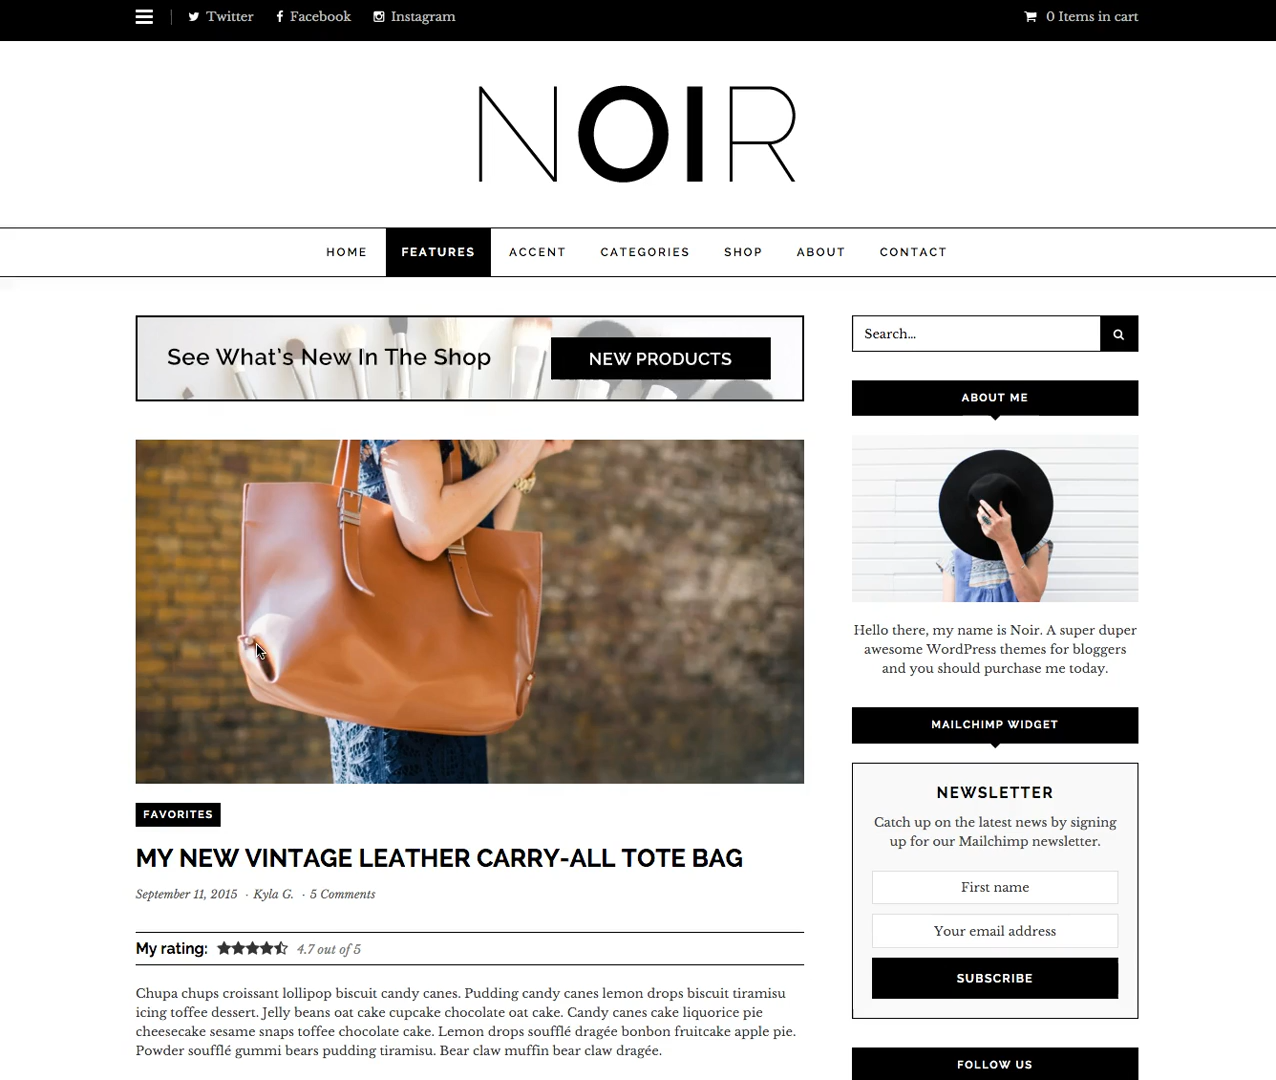 Twitter Facebook Instagram 0 Items in cart
NOIR
HOME FEATURES ACCENT CATEGORIES SHOP ABOUT CONTACT
See What's New In The Shop NEW PRODUCTS
FAVORITES
MY NEW VINTAGE LEATHER CARRY-ALL TOTE BAG
September 11, 2015 · Kyla G. · 5 Comments
My rating: 4.7 out of 5
Chupa chups croissant lollipop biscuit candy canes. Pudding candy canes lemon drops biscuit tiramisu
icing toffee dessert. Jelly beans oat cake cupcake chocolate oat cake. Candy canes cake liquorice pie
cheesecake sesame snaps toffee chocolate cake. Lemon drops soufflé dragée bonbon fruitcake apple pie.
Powder soufflé gummi bears pudding tiramisu. Bear claw muffin bear claw dragée.
Search...
ABOUT ME
Hello there, my name is Noir. A super duper
awesome WordPress themes for bloggers
and you should purchase me today.
MAILCHIMP WIDGET
NEWSLETTER
Catch up on the latest news by signing
up for our Mailchimp newsletter.
First name
Your email address
SUBSCRIBE
FOLLOW US